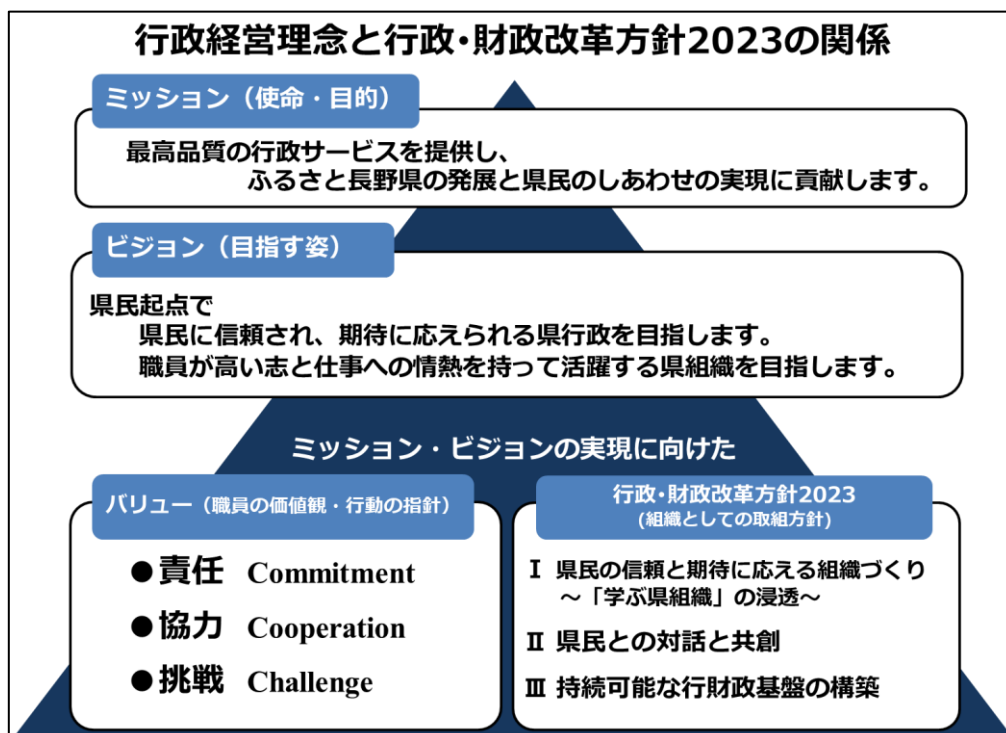 行政経営理念と行政・財政改革方針2023の関係
ミッション（使命・目的）
最高品質の行政サービスを提供し、
ふるさと長野県の発展と県民のしあわせの実現に貢献します。
ビジョン（目指す姿）
県民起点で
県民に信頼され、期待に応えられる県行政を目指します。
職員が高い志と仕事への情熱を持って活躍する県組織を目指します。
ミッション・ビジョンの実現に向けた
バリュー（職員の価値観・行動の指針）
●責任 Commitment
●協力 Cooperation
●挑戦 Challenge
行政・財政改革方針2023
(組織としての取組方針)
Ⅰ 県民の信頼と期待に応える組織づくり
～「学ぶ県組織」の浸透～
Ⅱ 県民との対話と共創
Ⅲ 持続可能な行財政基盤の構築